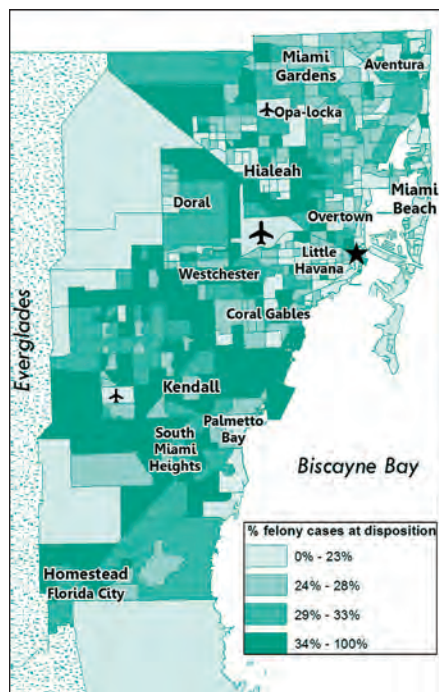 Miami
Gardens
Aventura
Opa-locka
Hialeah
Miami
Beach
Doral
Overtown
Little
Havana
Westchester
Coral Gables
Everglades
Kendall
Palmetto
Bay
South
Miami
Heights
Biscayne Bay
Homestead
Florida City
% felony cases at disposition
0% - 23%
24% - 28%
29% - 33%
34% - 100%